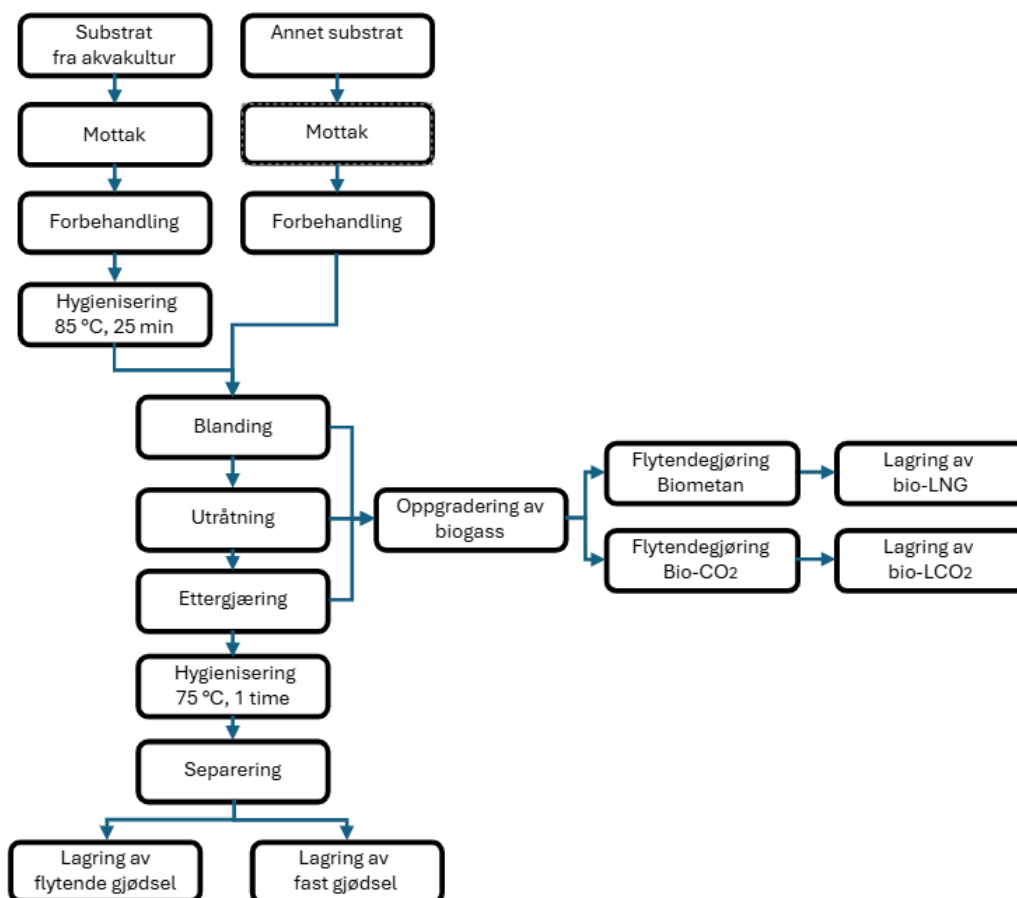 Substrat
fra akvakultur
Annet substrat
Mottak
Mottak
Forbehandling
Forbehandling
Hygienisering
85 °C, 25 min
Blanding
Utråtning
Ettergjæring
Oppgradering av
biogass
Flytendegjøring
Biometan
Lagring av
bio-LNG
Flytendegjøring
Bio-CO2
Lagring av
bio-LCO2
Hygienisering
75 °C, 1 time
Separering
Lagring av
flytende gjødsel
Lagring av
fast gjødsel